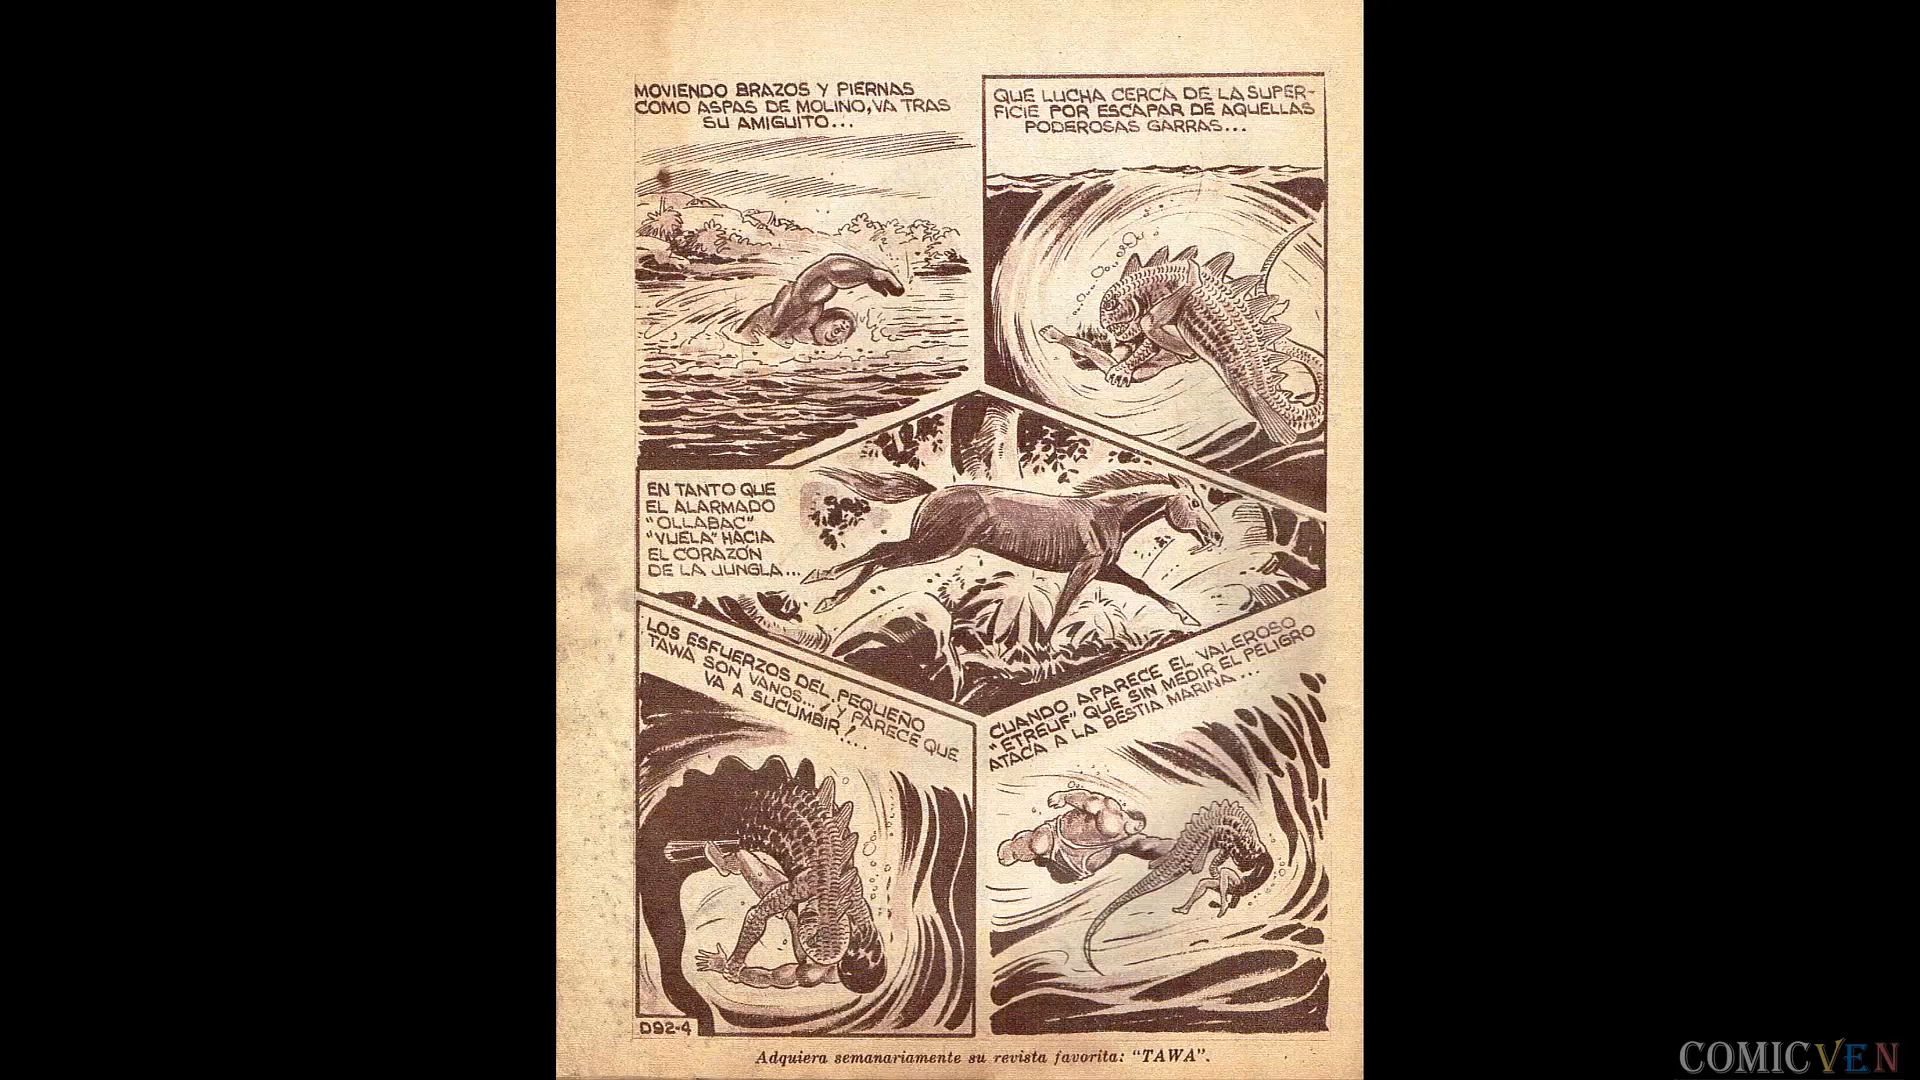 MOVIENDO BRAZOS Y PIERNAS
COMO ASPAS DE MOLINO, VA TRAS
SU AMIGUITO...
QUE LUCHA CERCA DE LA SUPER-
FICIE POR ESCAPAR DE AQUELLAS
PODEROSAS GARRAS...
EN TANTO QUE
EL ALARMADO
"OLLABAC"
"VUELA" HACIA
EL CORAZÓN
DE LA JUNGLA...
LOS ESFUERZOS DEL PEQUEÑO
TAWA SON VANOS...! Y PARECE QUE
VA A SUCUMBIR!...
CUANDO APARECE EL VALEROSO
"ETREUF" QUE SIN MEDIR EL PELIGRO
ATACA A LA BESTIA MARINA...
D92-4
Adquiera semanariamente su revista favorita: "TAWA".
COMICVEN